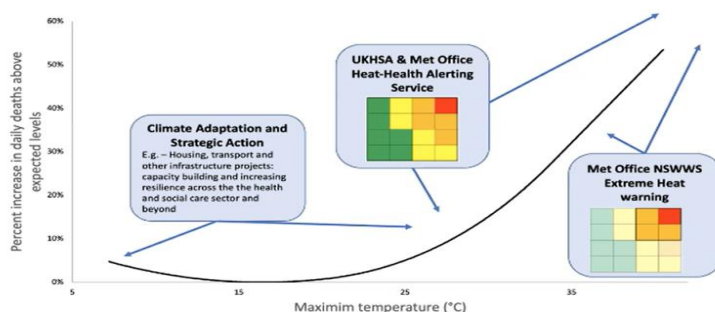 60%
50%
40%
30%
20%
10%
0%
Percent increase in daily deaths above
expected levels
UKHSA & Met Office
Heat-Health Alerting
Service
Climate Adaptation and
Strategic Action
E.g. – Housing, transport and
other infrastructure projects:
capacity building and increasing
resilience across the the health
and social care sector and
beyond
Met Office NSWWS
Extreme Heat
warning
5
15
25
35
Maximim temperature (°C)